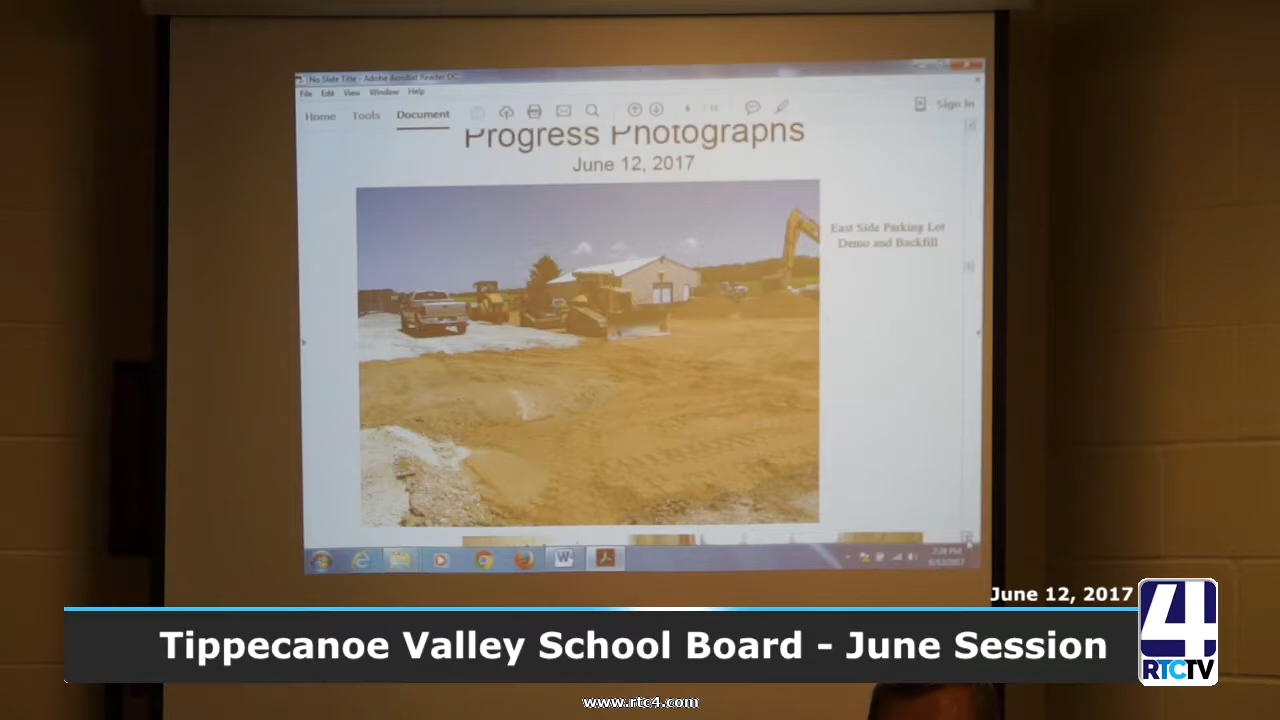 No Slide Title - Adobe Acrobat Reader DC
File Edit View Window Help
Home Tools Document
6 / 18
Sign In
Progress Photographs
June 12, 2017
East Side Parking Lot
Demo and Backfill
W
June 12, 2017
Tippecanoe Valley School Board - June Session
4
RTCTV
www.rtc4.com